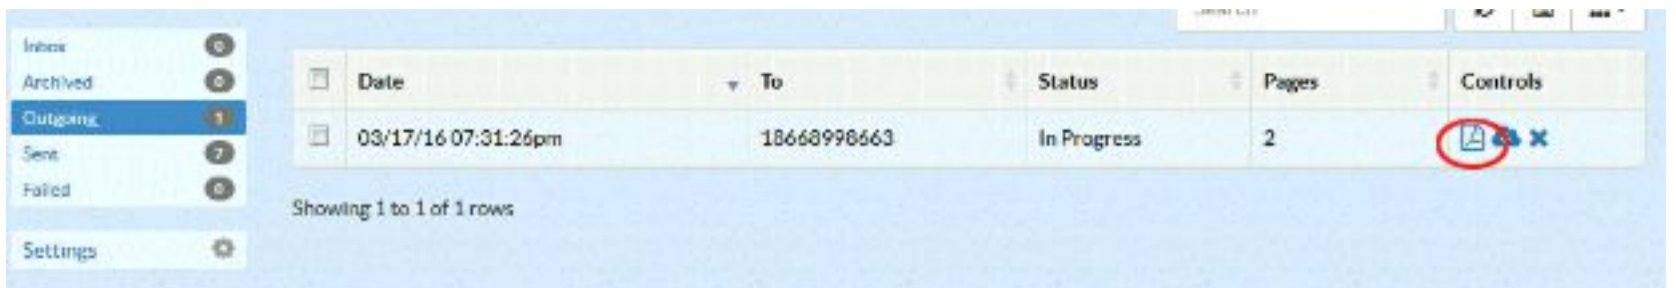 Search
Inbox 0
Archived 0
Outgoing 1
Sent 7
Failed 0
Settings
Date To Status Pages Controls
03/17/16 07:31:26pm 18668998663 In Progress 2
Showing 1 to 1 of 1 rows